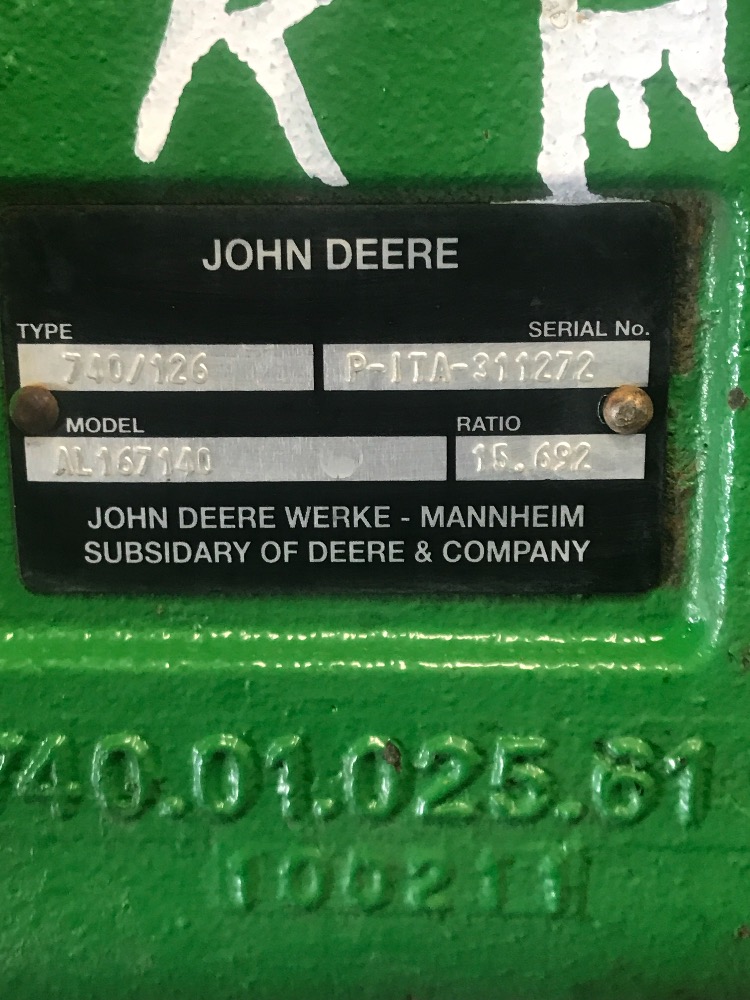 JOHN DEERE
TYPE SERIAL No.
740/126 P-ITA-311272
MODEL RATIO
AL167140 15.692
JOHN DEERE WERKE - MANNHEIM
SUBSIDARY OF DEERE & COMPANY
740.01.025.61